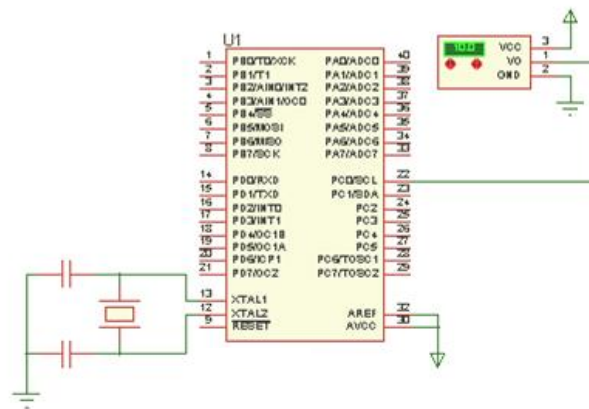 U1
1 PB0/T0/XCK PA0/ADC0 40
2 PB1/T1 PA1/ADC1 39
3 PB2/AIN0/INT2 PA2/ADC2 38
4 PB3/AIN1/OC0 PA3/ADC3 37
5 PB4/SS PA4/ADC4 36
6 PB5/MOSI PA5/ADC5 35
7 PB6/MISO PA6/ADC6 34
8 PB7/SCK PA7/ADC7 33
14 PD0/RXD PC0/SCL 22
15 PD1/TXD PC1/SDA 23
16 PD2/INT0 PC2 24
17 PD3/INT1 PC3 25
18 PD4/OC1B PC4 26
19 PD5/OC1A PC5 27
20 PD6/ICP1 PC6/TOSC1 28
21 PD7/OC2 PC7/TOSC2 29
13 XTAL1
12 XTAL2 AREF 32
9 RESET AVCC 30
10.0 VCC 3
VO 1
GND 2